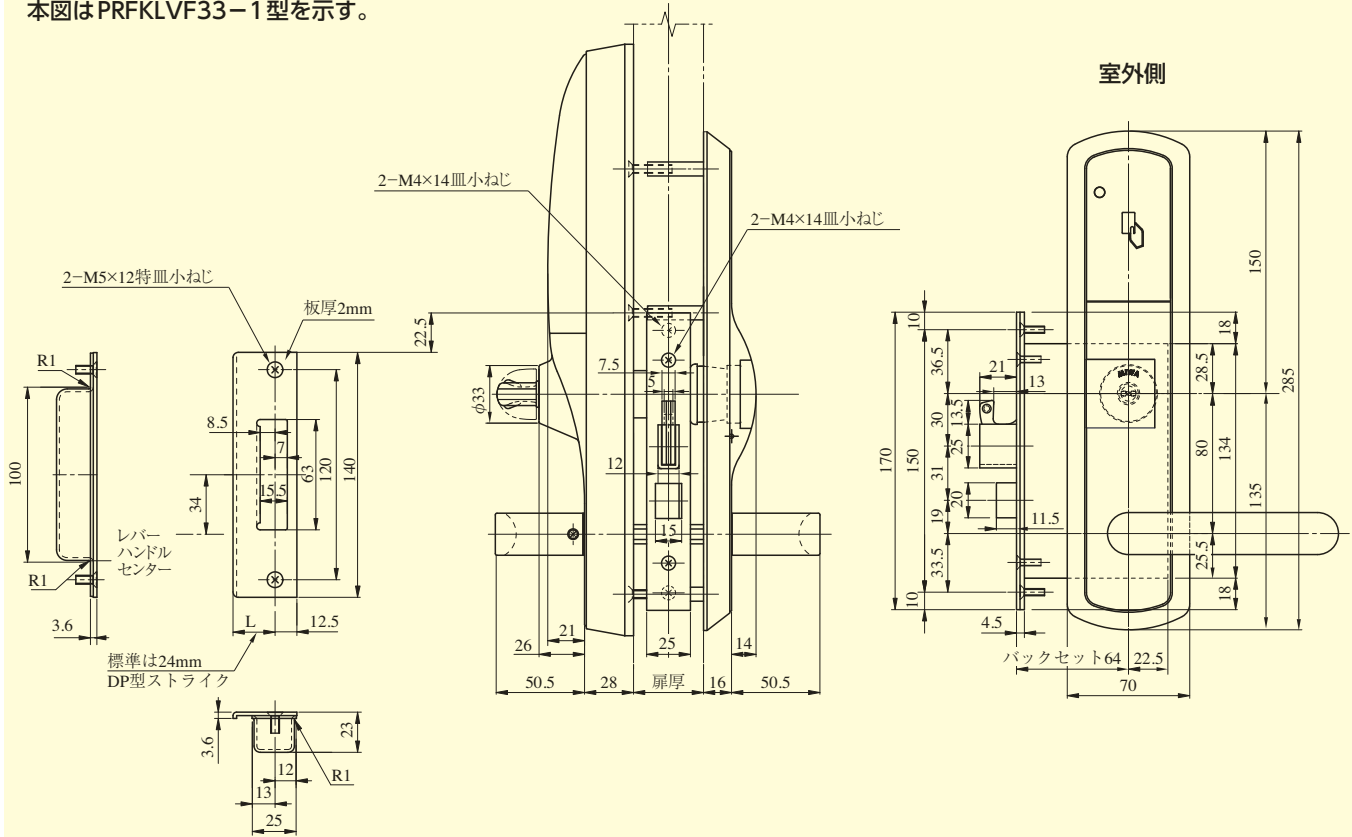 本図はPRFKLVF33−1型を示す。
室外側
2−M4×14皿小ねじ
2−M4×14皿小ねじ
2−M5×12特皿小ねじ
板厚2mm
R1
100
R1
3.6
8.5
7
15.5
34
63
120
140
レバー
ハンドル
センター
L
12.5
標準は24mm
DP型ストライク
3.6
23
12
R1
13
25
22.5
φ33
7.5
5
12
15
21
26
25
14
50.5
28
扉厚
16
50.5
170
10
150
10
36.5
30
31
19
33.5
21
13
13.5
25
20
11.5
4.5
バックセット64
22.5
70
MIWA
18
28.5
80
25.5
18
134
150
135
285